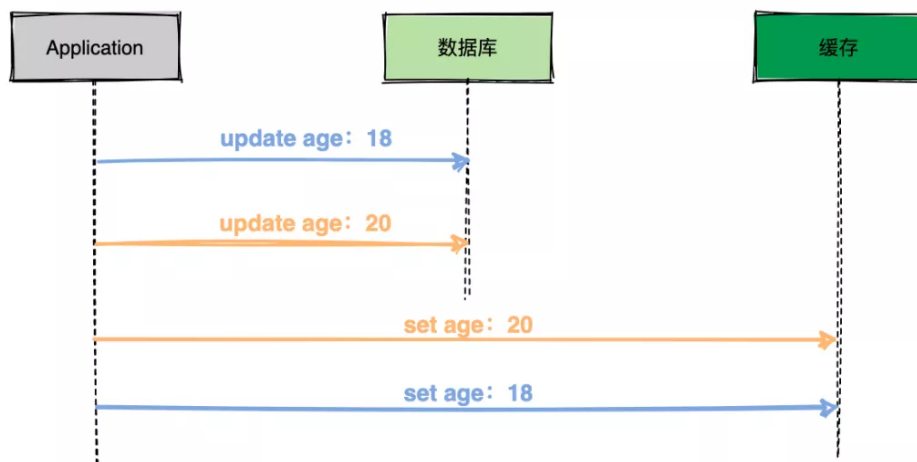 Application
数据库
缓存
update age：18
update age：20
set age：20
set age：18